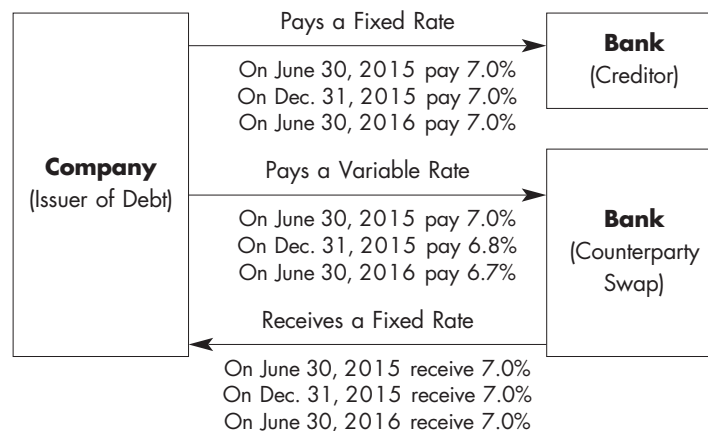 Pays a Fixed Rate
On June 30, 2015 pay 7.0%
On Dec. 31, 2015 pay 7.0%
On June 30, 2016 pay 7.0%
Bank
(Creditor)
Company
(Issuer of Debt)
Pays a Variable Rate
On June 30, 2015 pay 7.0%
On Dec. 31, 2015 pay 6.8%
On June 30, 2016 pay 6.7%
Bank
(Counterparty
Swap)
Receives a Fixed Rate
On June 30, 2015 receive 7.0%
On Dec. 31, 2015 receive 7.0%
On June 30, 2016 receive 7.0%